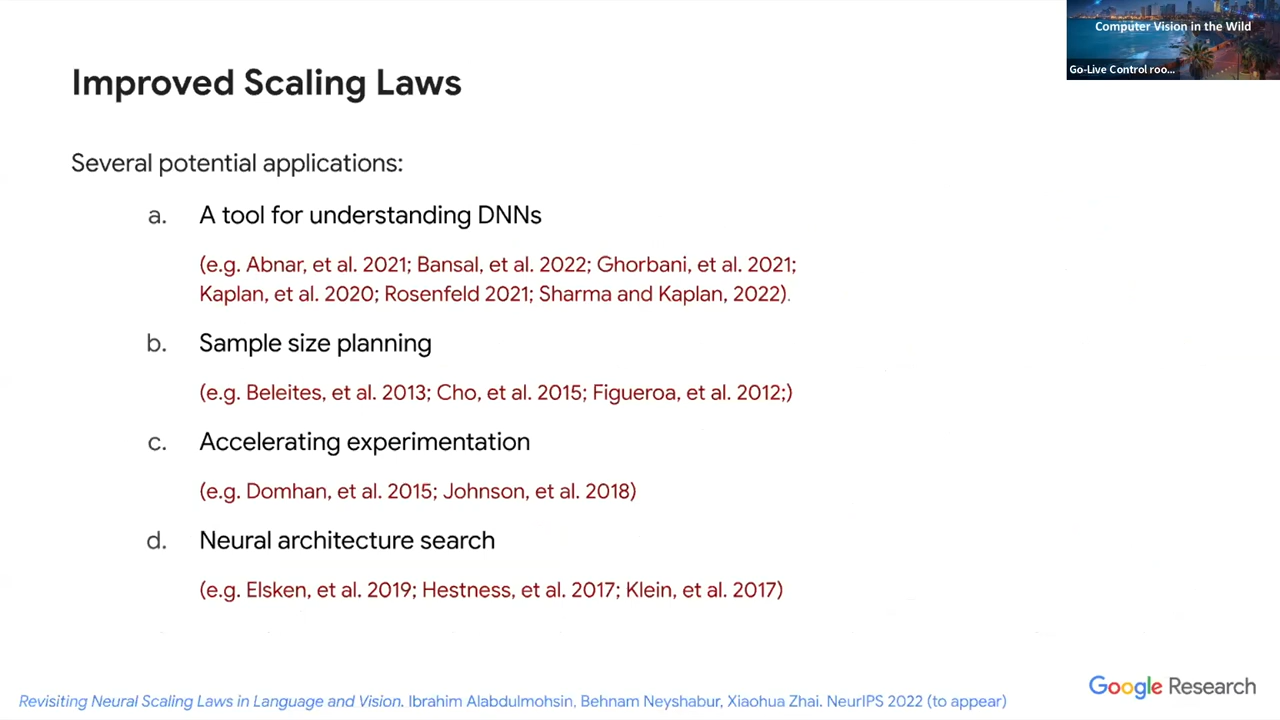 Computer Vision in the Wild
Go-Live Control roo...
Improved Scaling Laws
Several potential applications:
a. A tool for understanding DNNs
(e.g. Abnar, et al. 2021; Bansal, et al. 2022; Ghorbani, et al. 2021;
Kaplan, et al. 2020; Rosenfeld 2021; Sharma and Kaplan, 2022).
b. Sample size planning
(e.g. Beleites, et al. 2013; Cho, et al. 2015; Figueroa, et al. 2012;)
c. Accelerating experimentation
(e.g. Domhan, et al. 2015; Johnson, et al. 2018)
d. Neural architecture search
(e.g. Elsken, et al. 2019; Hestness, et al. 2017; Klein, et al. 2017)
Revisiting Neural Scaling Laws in Language and Vision. Ibrahim Alabdulmohsin, Behnam Neyshabur, Xiaohua Zhai. NeurIPS 2022 (to appear)
Google Research